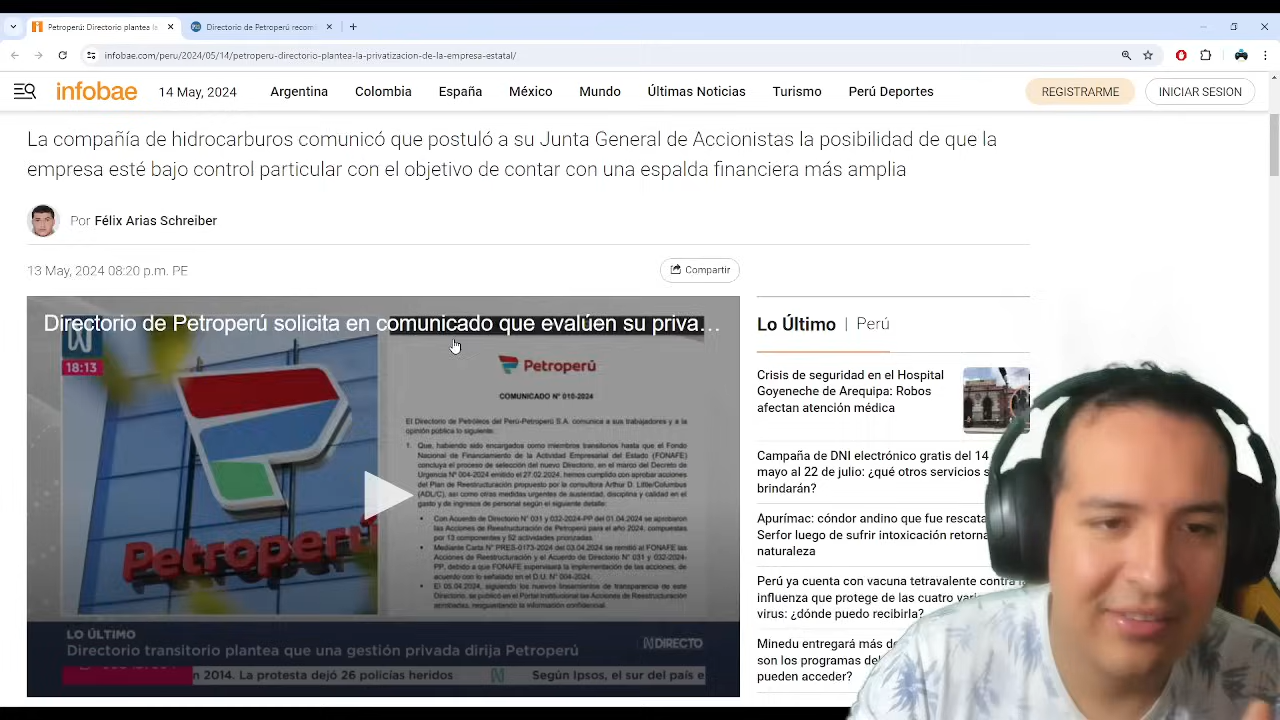 Petroperú: Directorio plantea la
Directorio de Petroperú recom
infobae.com/peru/2024/05/14/petroperu-directorio-plantea-la-privatizacion-de-la-empresa-estatal/
infobae
14 May, 2024
Argentina
Colombia
España
México
Mundo
Últimas Noticias
Turismo
Perú Deportes
REGISTRARME
INICIAR SESION
La compañía de hidrocarburos comunicó que postuló a su Junta General de Accionistas la posibilidad de que la
empresa esté bajo control particular con el objetivo de contar con una espalda financiera más amplia
Por Félix Arias Schreiber
13 May, 2024 08:20 p.m. PE
Compartir
Directorio de Petroperú solicita en comunicado que evalúen su priva…
N
18:13
Petroperú
Petroperú
COMUNICADO N° 010-2024
El Directorio de Petróleos del Perú-Petroperú S.A. comunica a sus trabajadores y a la
opinión pública lo siguiente:
1. Que, habiendo sido encargados como miembros transitorios hasta que el Fondo
Nacional de Financiamiento de la Actividad Empresarial del Estado (FONAFE)
concluya el proceso de selección del nuevo Directorio, en el marco del Decreto de
Urgencia N° 004-2024 emitido el 27.02.2024, hemos cumplido con aprobar acciones
del Plan de Reestructuración propuesto por la consultora Arthur D. Little/Columbus
(ADL/C), así como otras medidas urgentes de austeridad, disciplina y calidad en el
gasto y de ingresos de personal según el siguiente detalle:
• Con Acuerdo de Directorio N° 031 y 032-2024-PP del 01.04.2024 se aprobaron
las Acciones de Reestructuración de Petroperú para el año 2024, compuestas
por 13 componentes y 52 actividades priorizadas.
• Mediante Carta N° PRES-0173-2024 del 03.04.2024 se remitió al FONAFE las
Acciones de Reestructuración y el Acuerdo de Directorio N° 031 y 032-2024-
PP, debido a que FONAFE supervisará la implementación de las acciones, de
acuerdo con lo señalado en el D.U. N° 004-2024.
• El 05.04.2024, siguiendo los nuevos lineamientos de transparencia de este
Directorio, se publicó en el Portal Institucional las Acciones de Reestructuración
aprobadas, resguardando la información confidencial.
LO ÚLTIMO
Directorio transitorio plantea que una gestión privada dirija Petroperú
N DIRECTO
n 2014. La protesta dejó 26 policías heridos
N
Según Ipsos, el sur del país e
Lo Último | Perú
Crisis de seguridad en el Hospital
Goyeneche de Arequipa: Robos
afectan atención médica
Campaña de DNI electrónico gratis del 14
mayo al 22 de julio: ¿qué otros servicios s
brindarán?
Apurímac: cóndor andino que fue rescata
Serfor luego de sufrir intoxicación retorna
naturaleza
Perú ya cuenta con vacuna tetravalente contra
influenza que protege de las cuatro vari
virus: ¿dónde puedo recibirla?
Minedu entregará más de
son los programas del
pueden acceder?